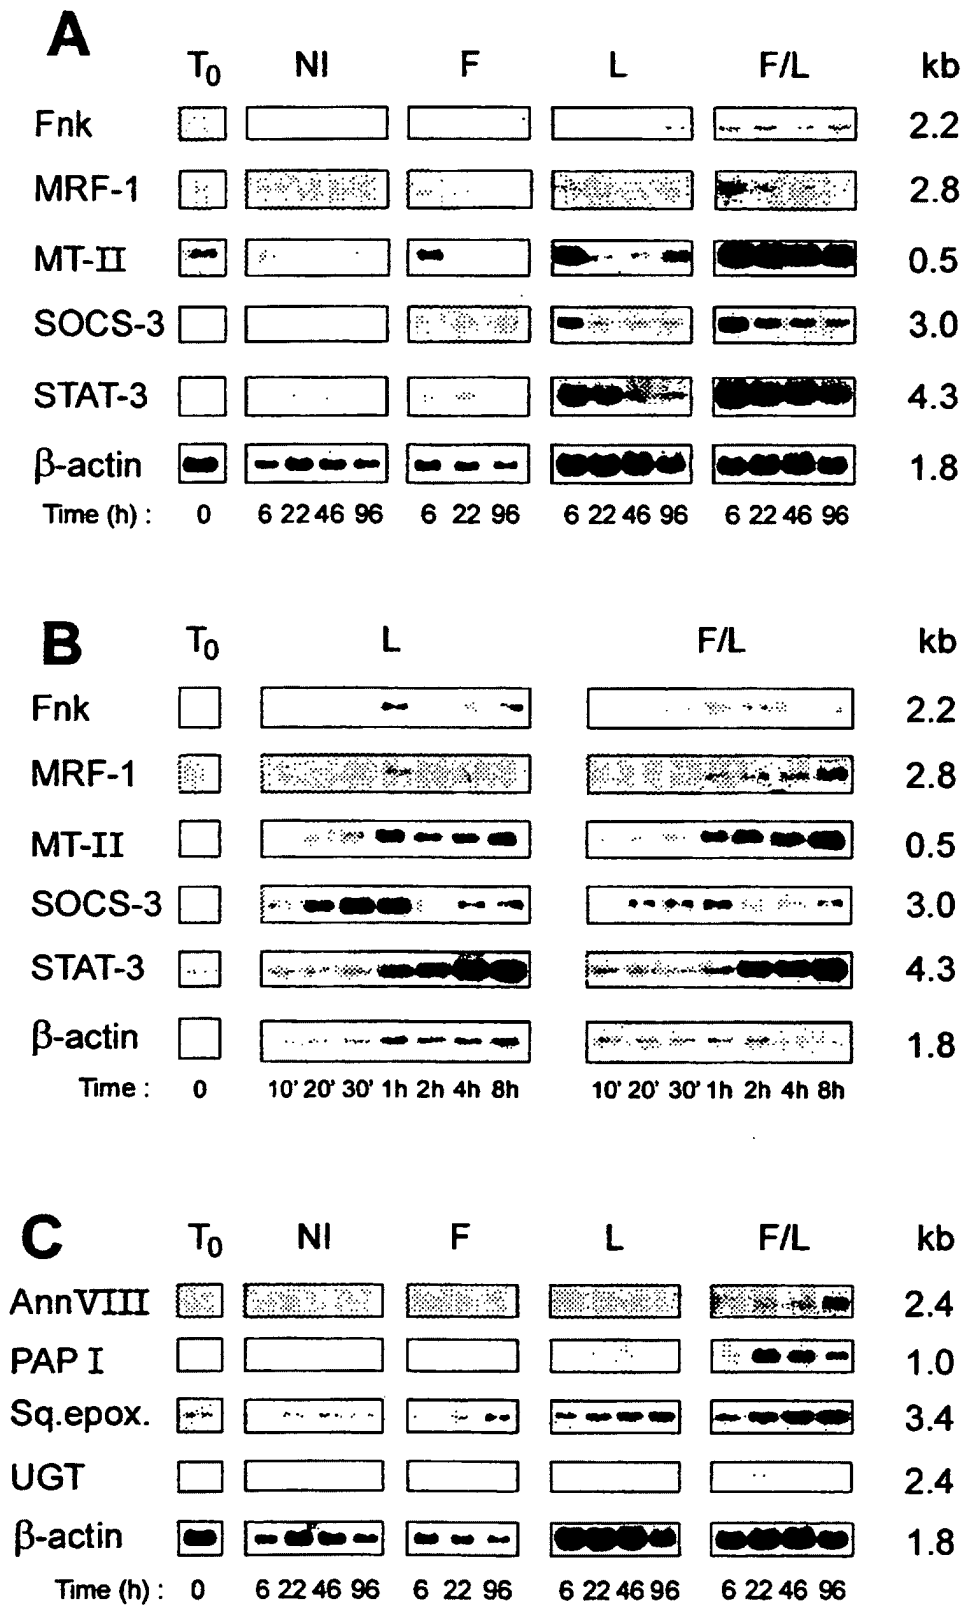 A
T0 NI F L F/L kb
Fnk 2.2
MRF-1 2.8
MT-II 0.5
SOCS-3 3.0
STAT-3 4.3
β-actin 1.8
Time (h) : 0 6 22 46 96 6 22 96 6 22 46 96 6 22 46 96
B
T0 L F/L kb
Fnk 2.2
MRF-1 2.8
MT-II 0.5
SOCS-3 3.0
STAT-3 4.3
β-actin 1.8
Time : 0 10' 20' 30' 1h 2h 4h 8h 10' 20' 30' 1h 2h 4h 8h
C
T0 NI F L F/L kb
AnnVIII 2.4
PAP I 1.0
Sq.epox. 3.4
UGT 2.4
β-actin 1.8
Time (h) : 0 6 22 46 96 6 22 96 6 22 46 96 6 22 46 96